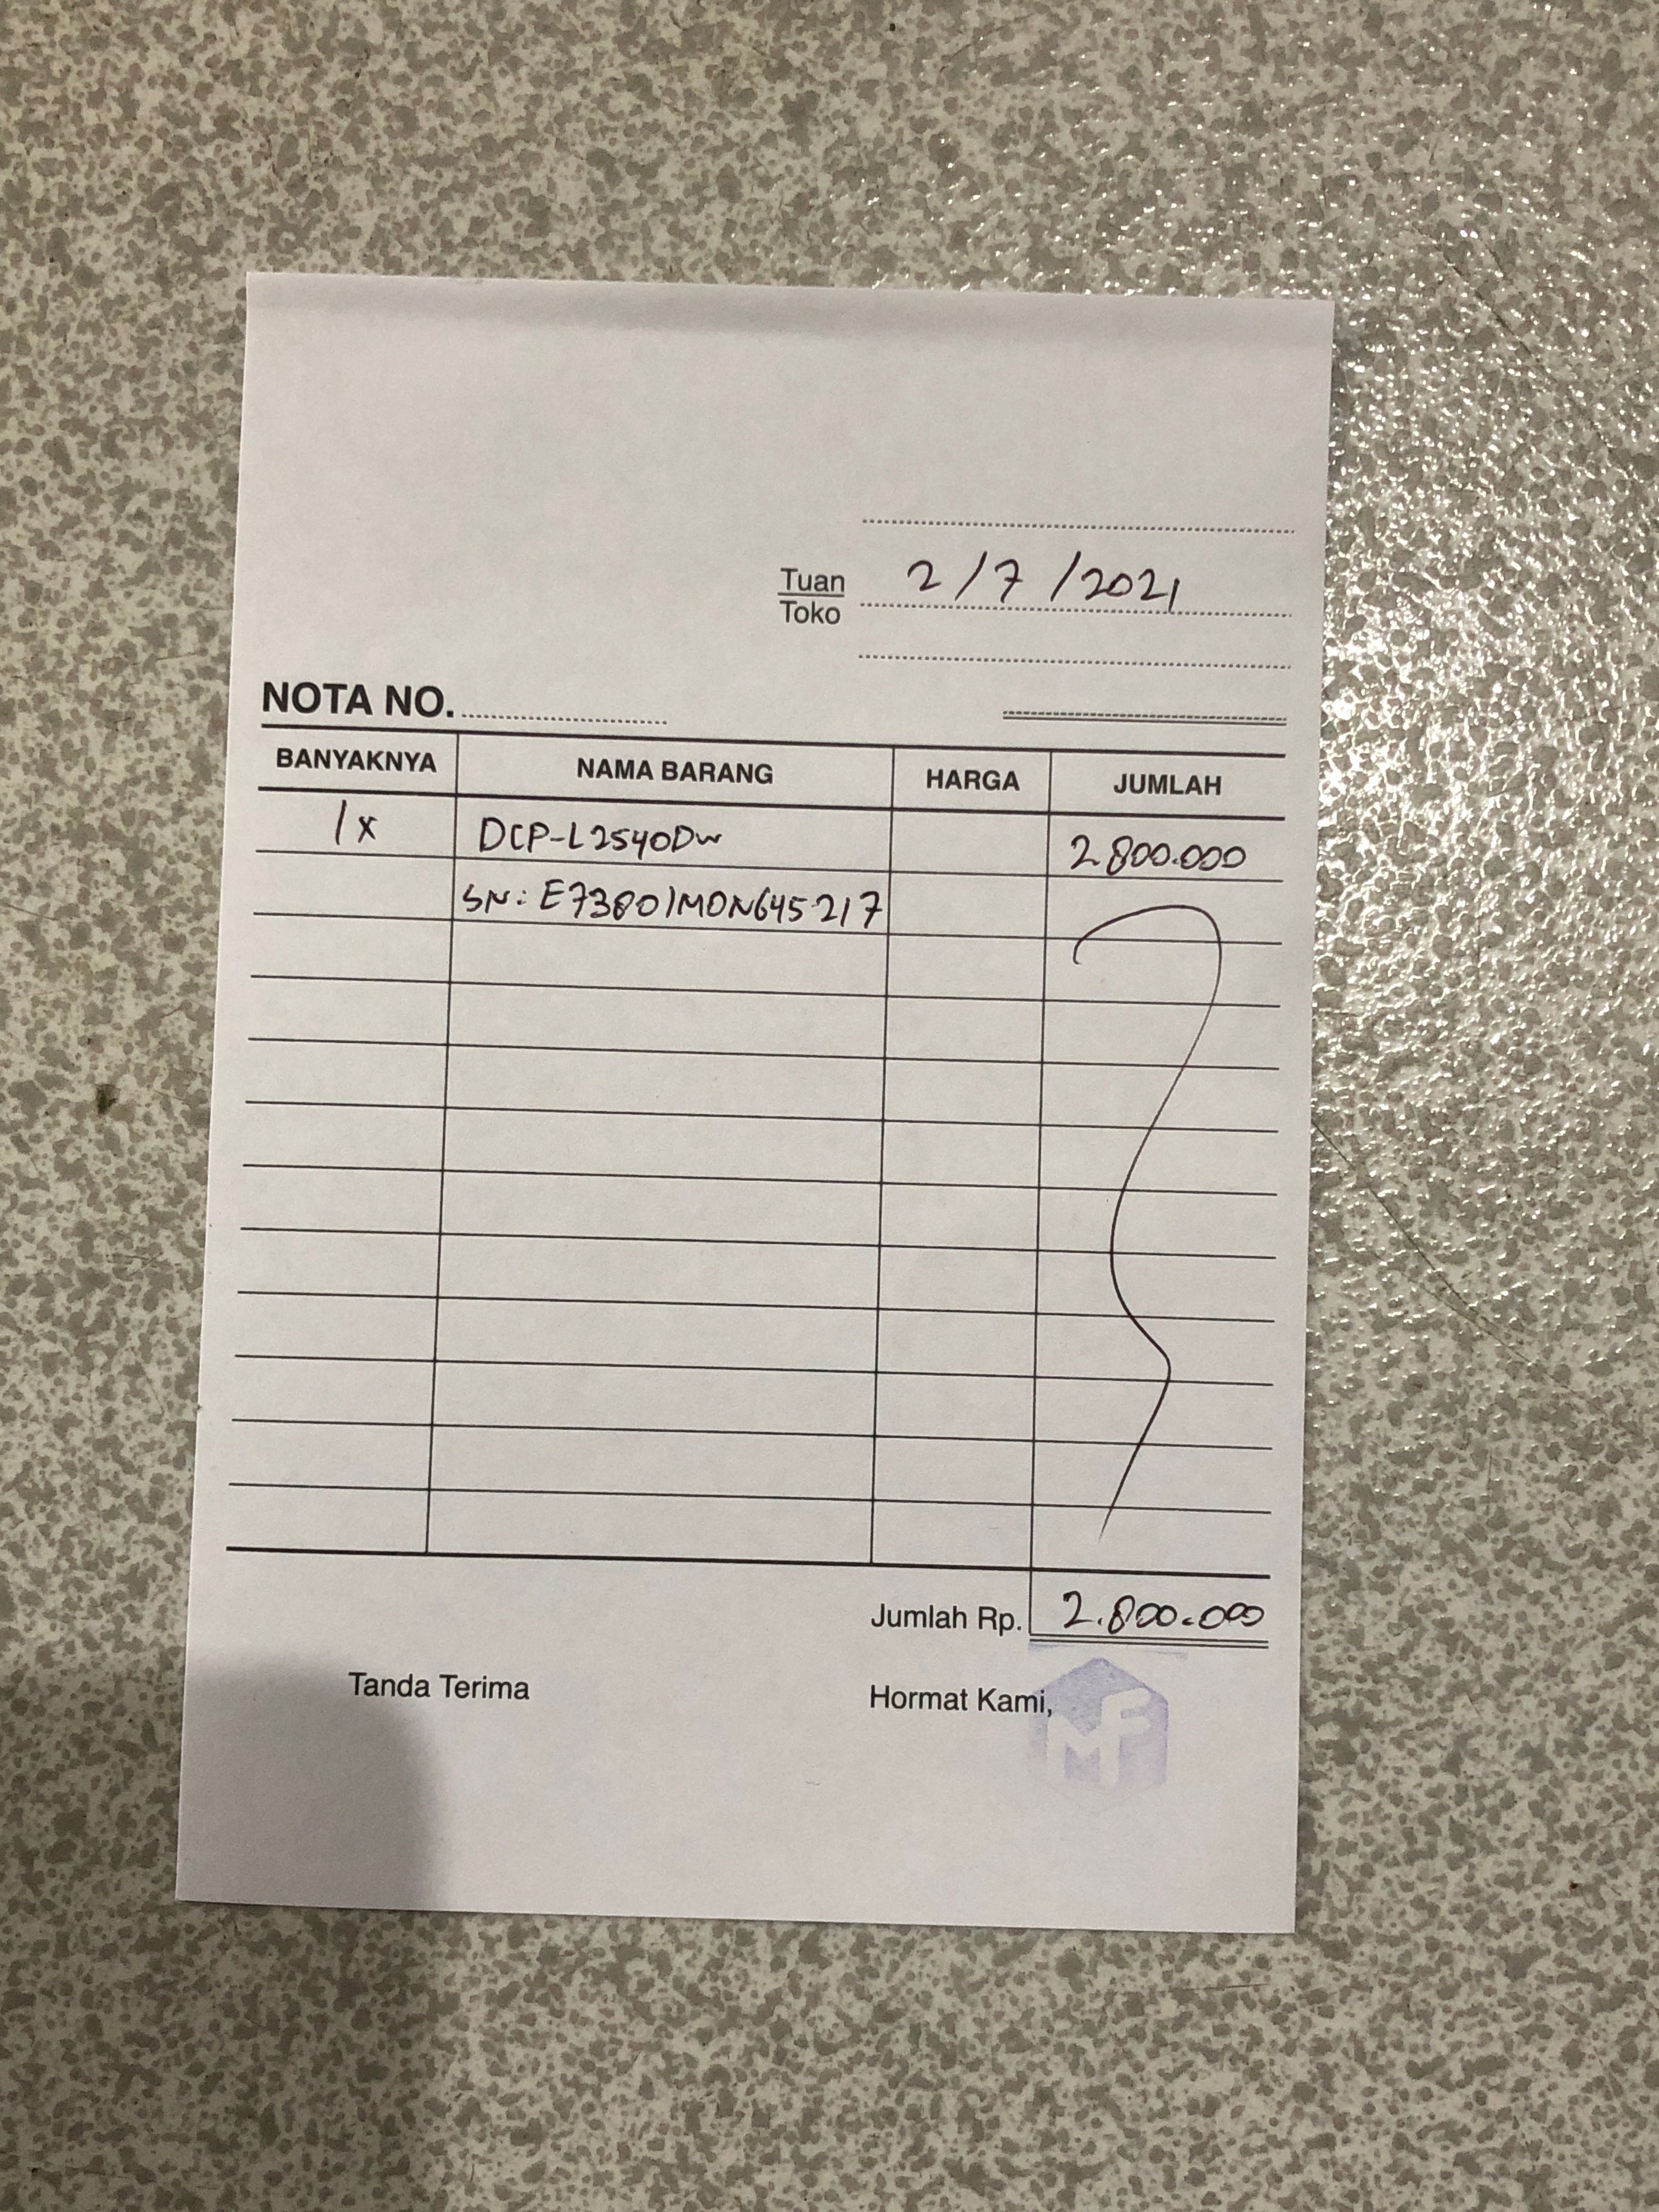 Tuan
Toko
2/7/2021
NOTA NO.
BANYAKNYA NAMA BARANG HARGA JUMLAH
1x DCP-L2540DW 2.800.000
SN: E73801M0N645217
Jumlah Rp. 2.800.000
Tanda Terima Hormat Kami,
MF